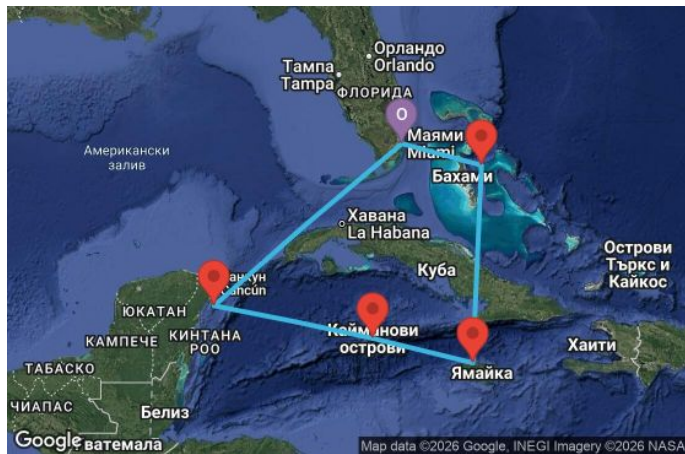 Орландо
Orlando
Тампа
Tampa
ФЛОРИДА
O
Маями
Miami
Американски
залив
Бахами
Хавана
La Habana
Острови
Търкс и
Кайкос
Куба
Cancún
ЮКАТАН
КАМПЕЧЕ
КИНТАНА
РОО
Кайманови
острови
Хаити
ТАБАСКО
Ямайка
ЧИАПАС
Белиз
Google
Гватемала
Map data ©2026 Google, INEGI Imagery ©2026 NASA